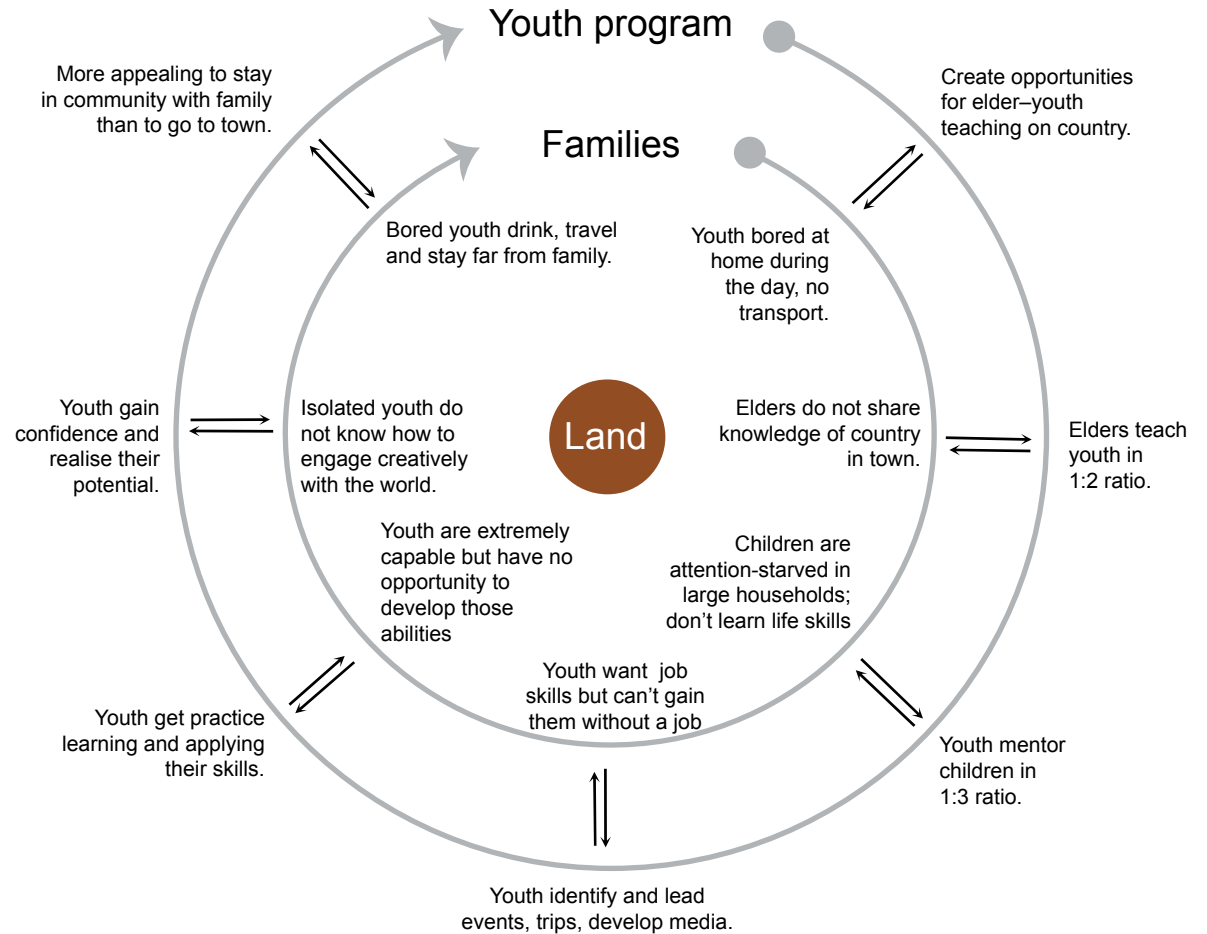 Youth program
Families
Land
Create opportunities
for elder–youth
teaching on country.
Youth bored at
home during
the day, no
transport.
Elders teach
youth in
1:2 ratio.
Elders do not share
knowledge of country
in town.
Youth mentor
children in
1:3 ratio.
Children are
attention-starved in
large households;
don’t learn life skills
Youth identify and lead
events, trips, develop media.
Youth want  job
skills but can’t gain
them without a job
Youth get practice
learning and applying
their skills.
Youth are extremely
capable but have no
opportunity to
develop those
abilities
Youth gain
confidence and
realise their
potential.
Isolated youth do
not know how to
engage creatively
with the world.
More appealing to stay
in community with family
than to go to town.
Bored youth drink, travel
and stay far from family.